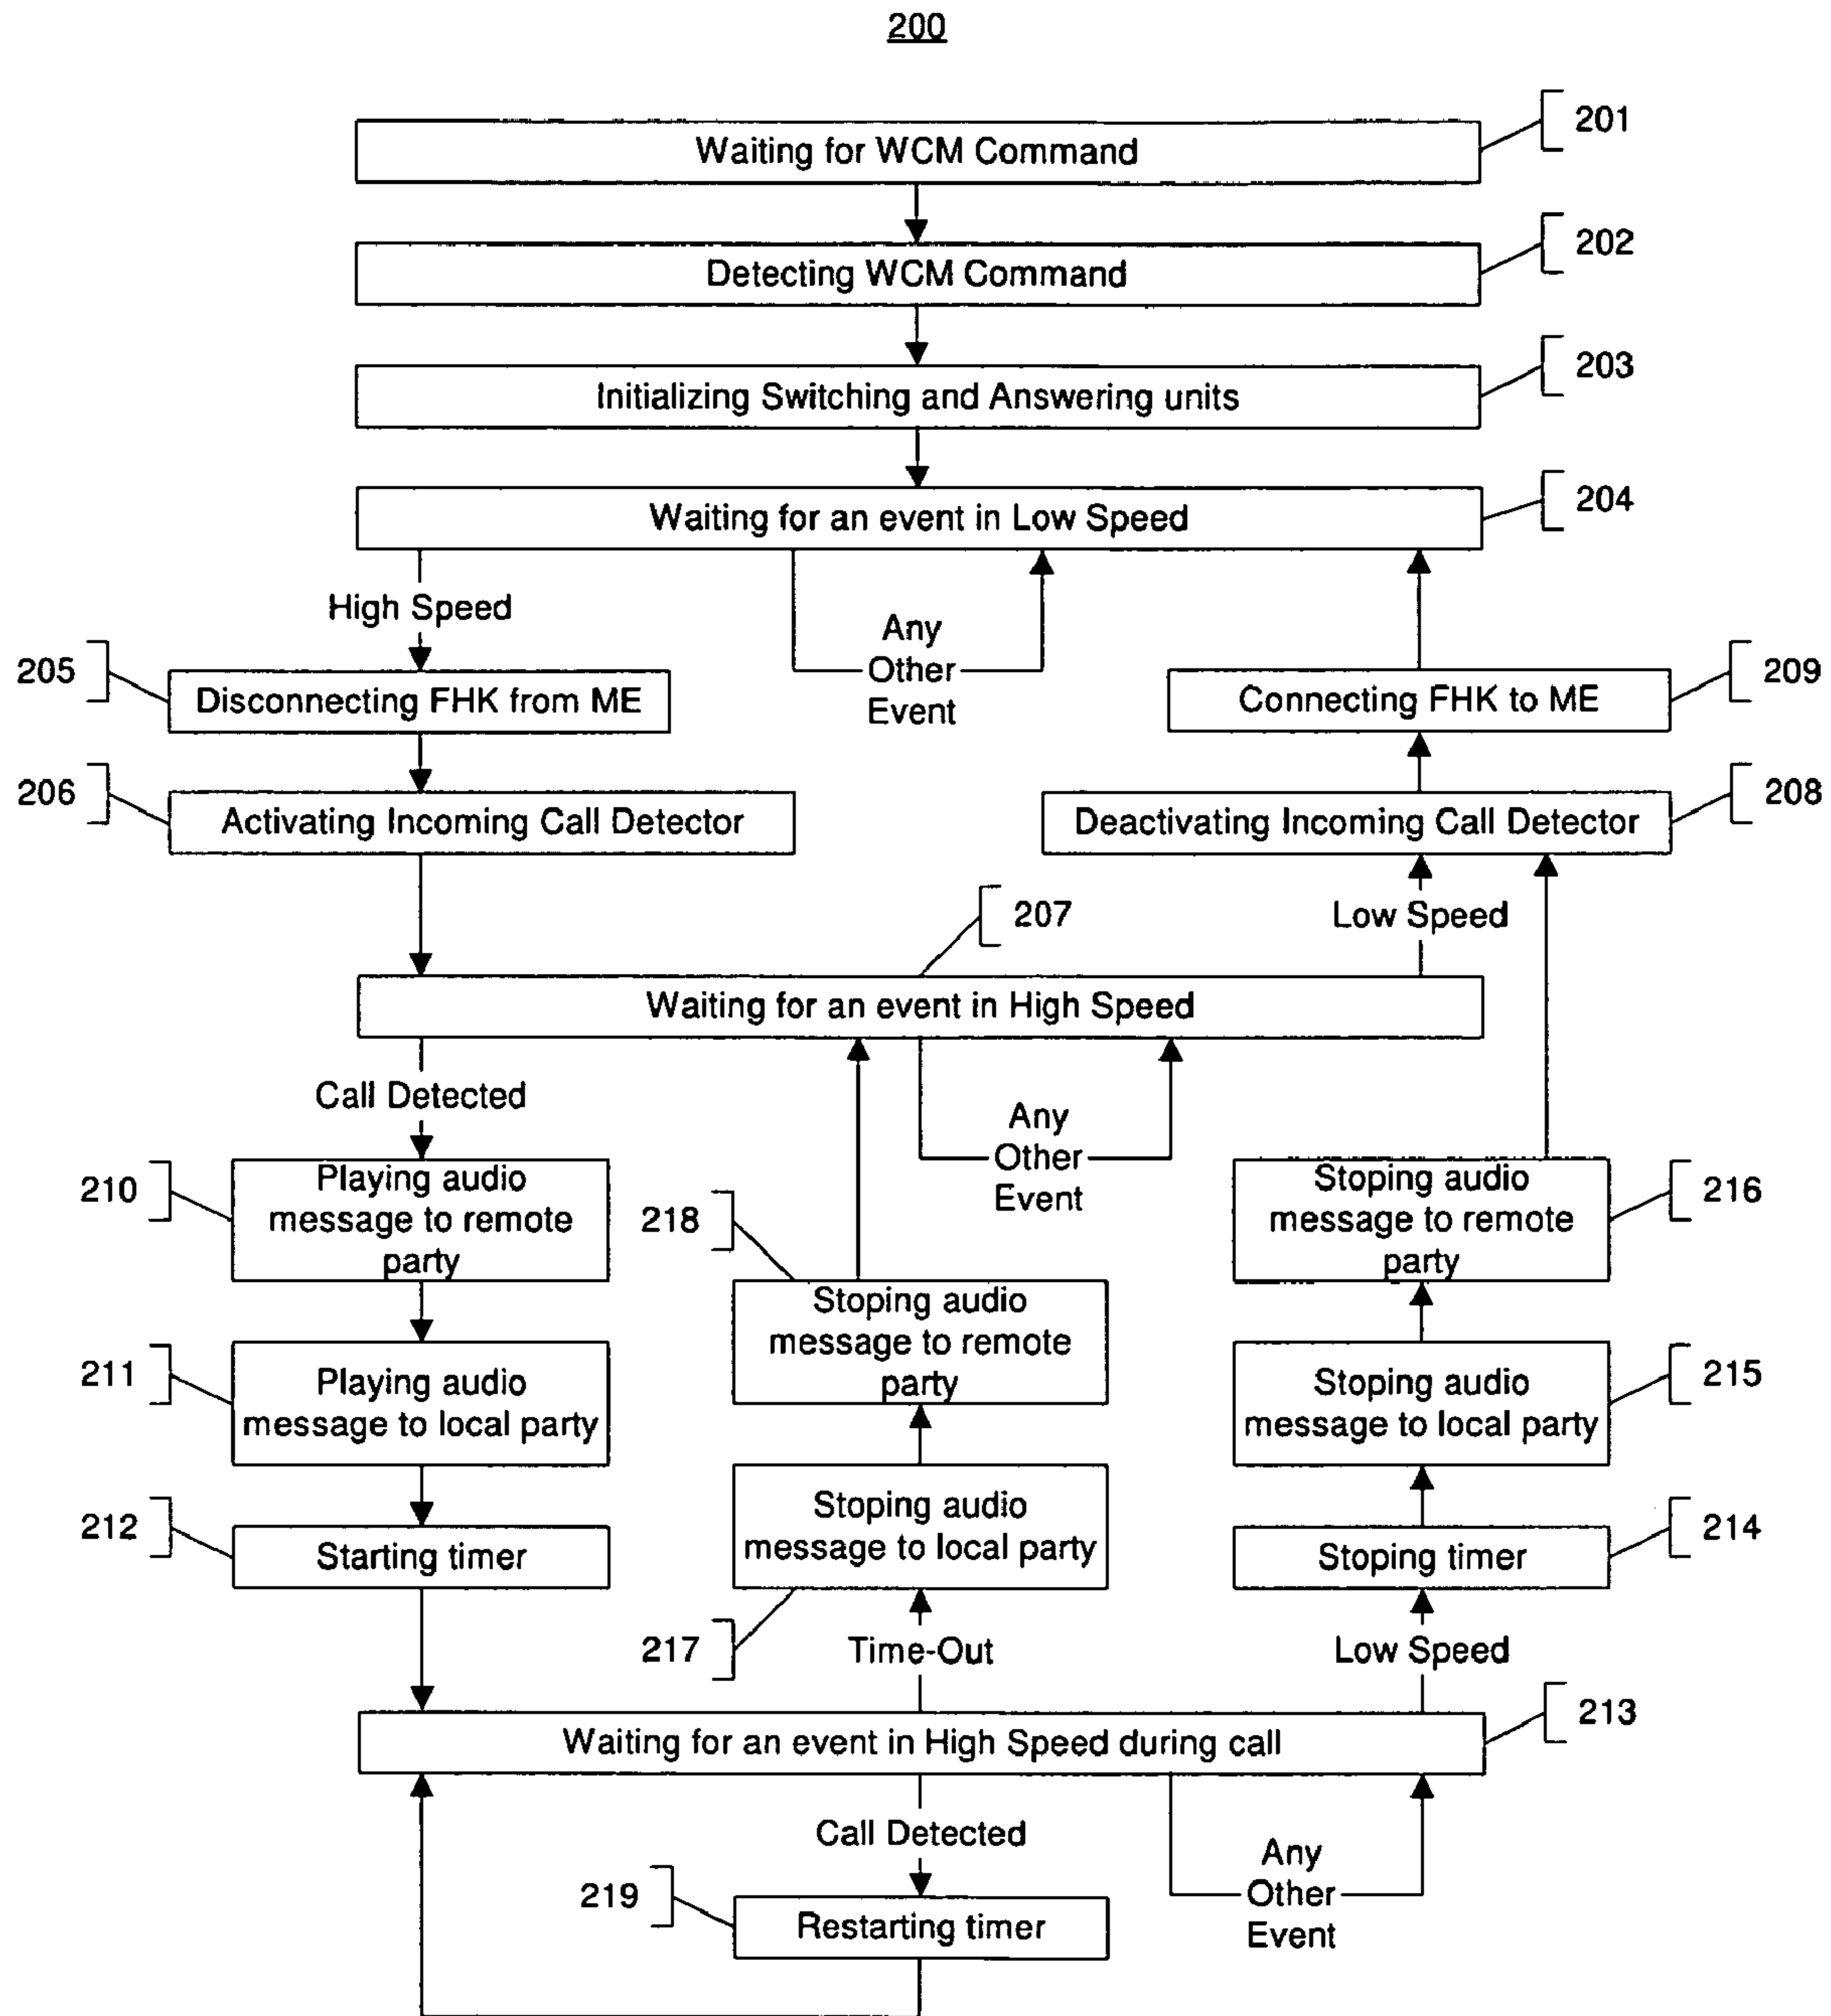 200
Waiting for WCM Command
201
Detecting WCM Command
202
Initializing Switching and Answering units
203
Waiting for an event in Low Speed
204
High Speed
Any
Other
Event
205
Disconnecting FHK from ME
Connecting FHK to ME
209
206
Activating Incoming Call Detector
Deactivating Incoming Call Detector
208
207
Low Speed
Waiting for an event in High Speed
Call Detected
Any
Other
Event
210
Playing audio
message to remote
party
218
Stoping audio
message to remote
party
Stoping audio
message to remote
party
216
211
Playing audio
message to local party
Stoping audio
message to local party
215
212
Starting timer
Stoping audio
message to local party
Stoping timer
214
217
Time-Out
Low Speed
Waiting for an event in High Speed during call
213
Call Detected
Any
Other
Event
219
Restarting timer